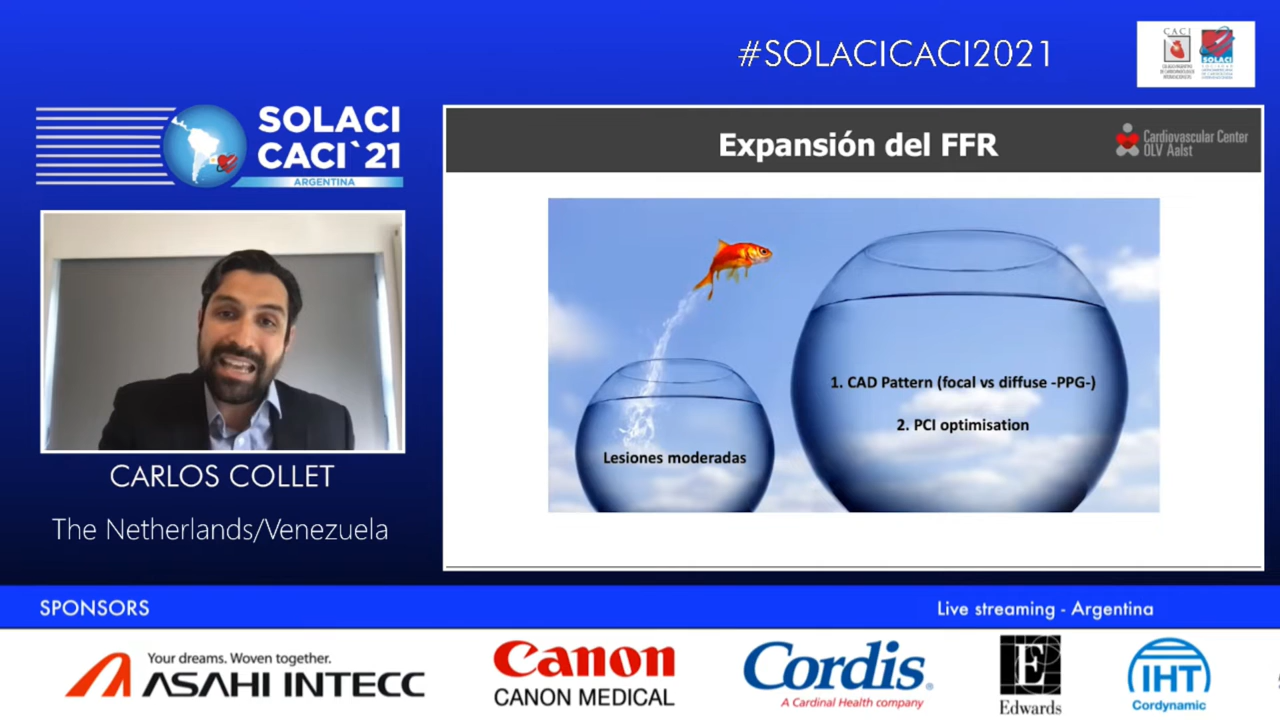 #SOLACICACI2021
CACI
SOLACI
SOLACI
CACI`21
ARGENTINA
Expansión del FFR
Cardiovascular Center
OLV Aalst
1. CAD Pattern (focal vs diffuse -PPG-)
2. PCI optimisation
Lesiones moderadas
CARLOS COLLET
The Netherlands/Venezuela
SPONSORS
Live streaming - Argentina
Your dreams. Woven together.
ASAHI INTECC
Canon
CANON MEDICAL
Cordis
A Cardinal Health company
E
Edwards
IHT
Cordynamic